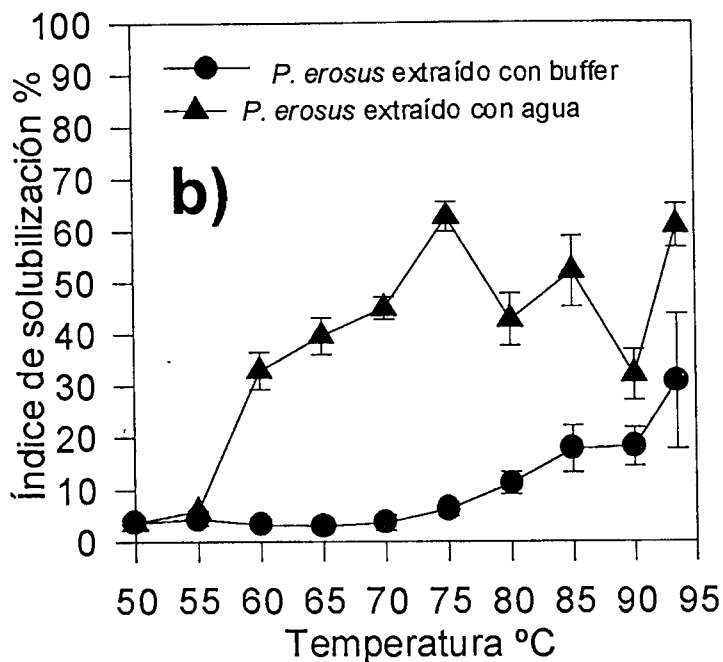 100
90
80
70
60
50
40
30
20
10
0
Índice de solubilización %
P. erosus extraído con buffer
P. erosus extraído con agua
b)
50 55 60 65 70 75 80 85 90 95
Temperatura ºC